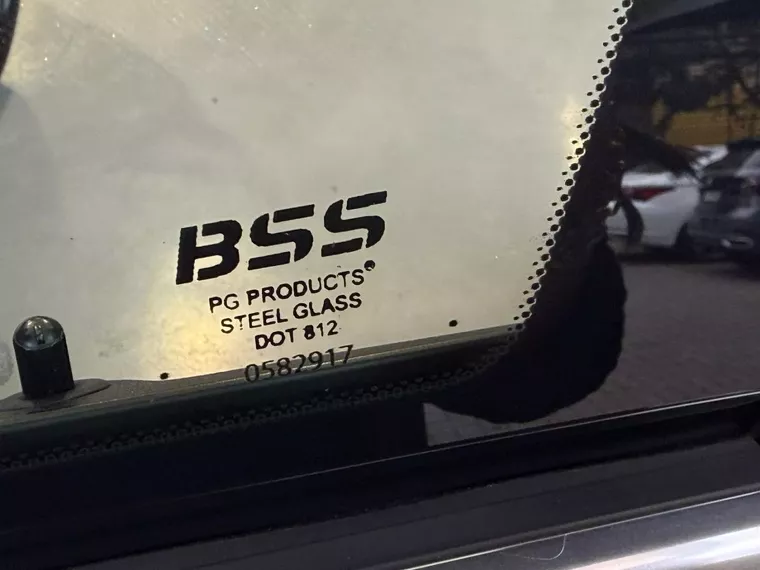 BSS
PG PRODUCTS®
STEEL GLASS
DOT 812
0582917